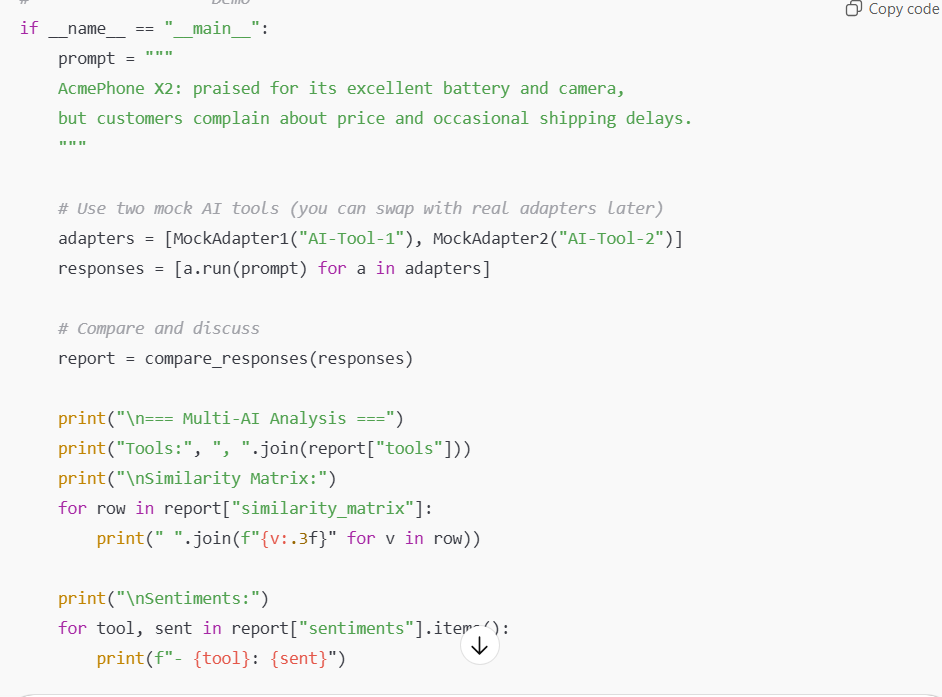 # Demo
Copy code
if __name__ == "__main__":
    prompt = """
    AcmePhone X2: praised for its excellent battery and camera,
    but customers complain about price and occasional shipping delays.
    """
    # Use two mock AI tools (you can swap with real adapters later)
    adapters = [MockAdapter1("AI-Tool-1"), MockAdapter2("AI-Tool-2")]
    responses = [a.run(prompt) for a in adapters]
    # Compare and discuss
    report = compare_responses(responses)
    print("\n=== Multi-AI Analysis ===")
    print("Tools:", ", ".join(report["tools"]))
    print("\nSimilarity Matrix:")
    for row in report["similarity_matrix"]:
        print(" ".join(f"{v:.3f}" for v in row))
    print("\nSentiments:")
    for tool, sent in report["sentiments"].items():
        print(f"- {tool}: {sent}")